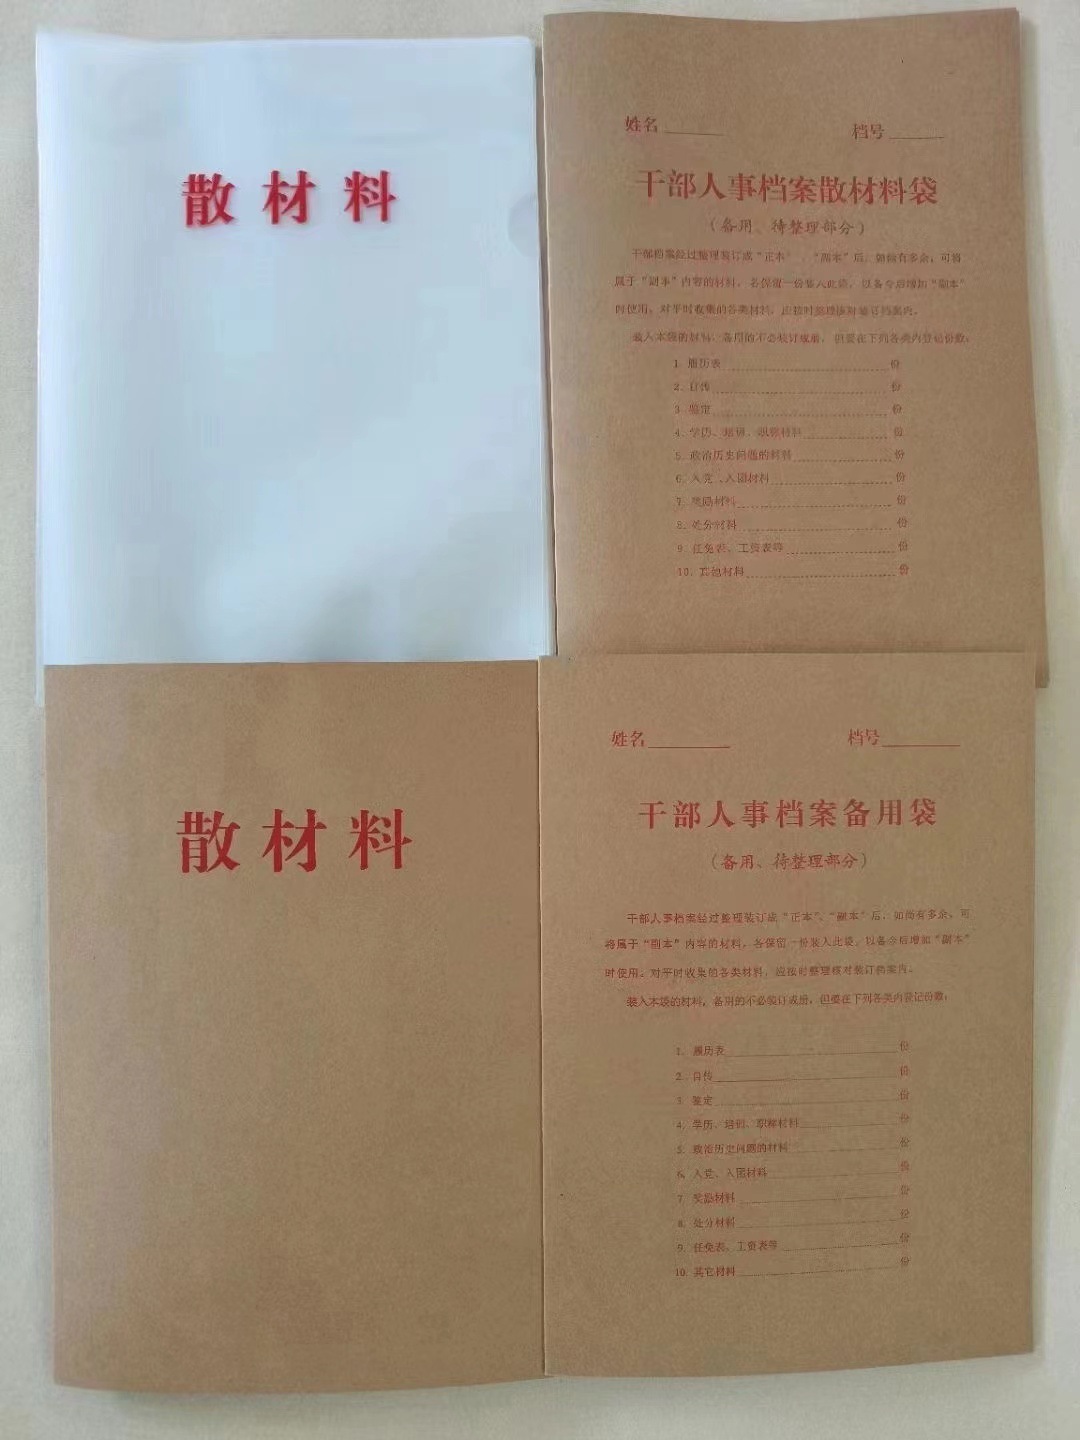 散材料
姓名 档号
干部人事档案散材料袋
（备用、待整理部分）
干部档案经过整理装订成“正本”、“副本”后，如尚有多余，可将
属于“副本”内容的材料，各保留一份装入此袋，以备今后增加“副本”
时使用。对平时收集的各类材料，应按时整理核对装订档案内。
装入本袋的材料，备用的不必装订成册，但要在下列各类内登记份数：
1. 履历表 份
2. 自传 份
3. 鉴定 份
4. 学历、培训、职称材料 份
5. 政治历史问题的材料 份
6. 入党、入团材料 份
7. 奖励材料 份
8. 处分材料 份
9. 任免表、工资表等 份
10. 其他材料 份
散材料
姓名 档号
干部人事档案备用袋
（备用、待整理部分）
干部人事档案经过整理装订成“正本”、“副本”后，如尚有多余，可
将属于“副本”内容的材料，各保留一份装入此袋，以备今后增加“副本”
时使用。对平时收集的各类材料，应按时整理核对装订档案内。
装入本袋的材料，备用的不必装订成册，但要在下列各类内登记份数：
1. 履历表 份
2. 自传 份
3. 鉴定 份
4. 学历、培训、职称材料 份
5. 政治历史问题的材料 份
6. 入党、入团材料 份
7. 奖励材料 份
8. 处分材料 份
9. 任免表、工资表等 份
10. 其它材料 份